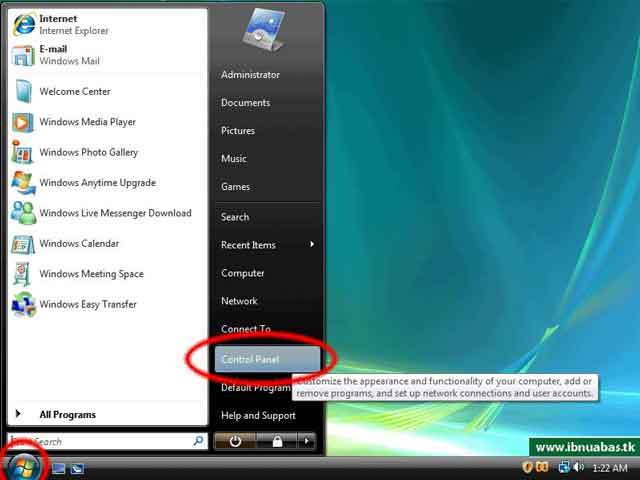 Internet
Internet Explorer
E-mail
Windows Mail
Welcome Center
Windows Media Player
Windows Photo Gallery
Windows Anytime Upgrade
Windows Live Messenger Download
Windows Calendar
Windows Meeting Space
Windows Easy Transfer
All Programs
Search
Administrator
Documents
Pictures
Music
Games
Search
Recent Items
Computer
Network
Connect To
Control Panel
Default Program
Help and Support
Customize the appearance and functionality of your computer, add or
remove programs, and set up network connections and user accounts.
www.ibnuabas.tk
1:22 AM